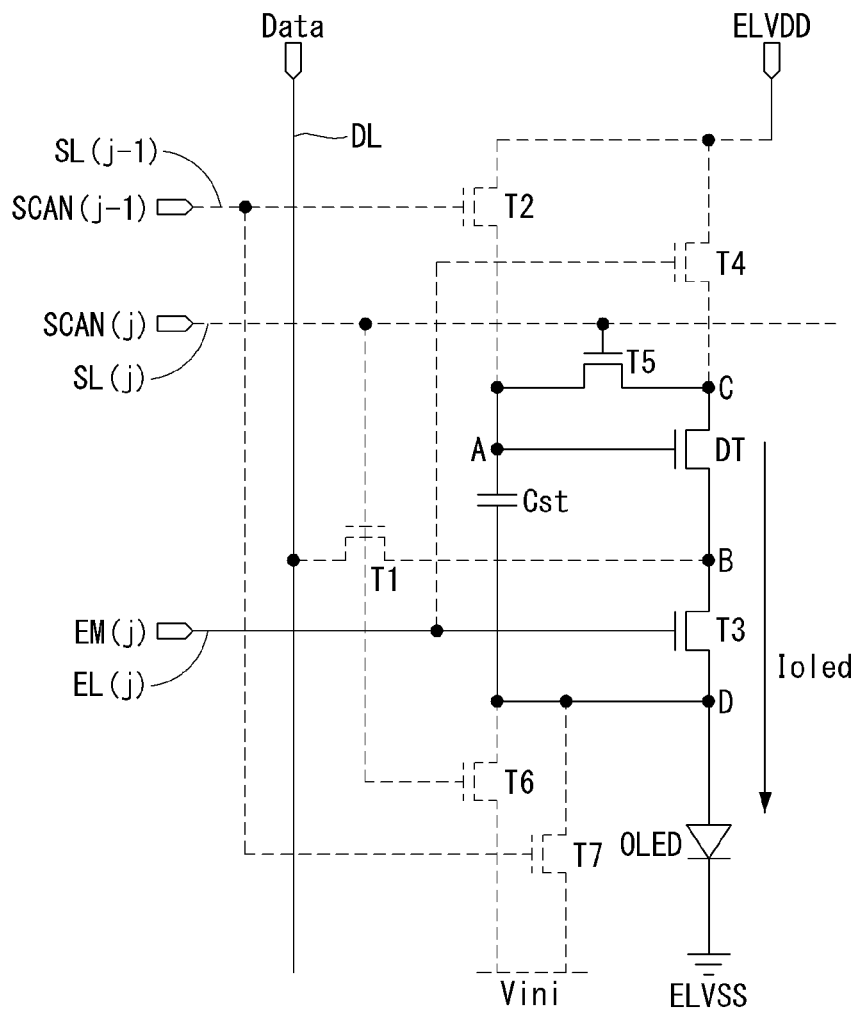 Data
ELVDD
DL
SL(j-1)
SCAN(j-1)
T2
T4
SCAN(j)
T5
SL(j)
C
A
DT
Cst
T1
B
EM(j)
T3
EL(j)
Ioled
D
T6
OLED
T7
Vini
ELVSS